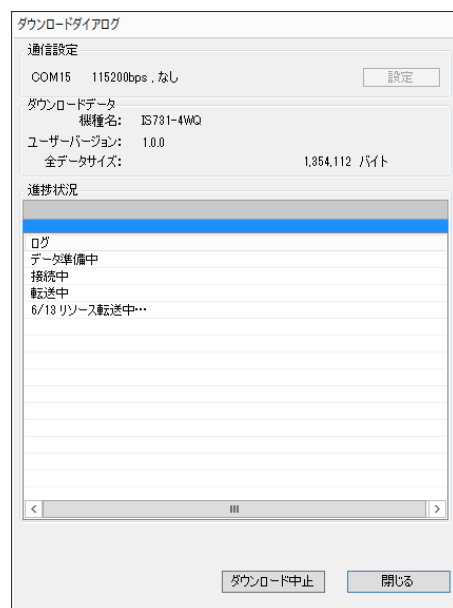 ダウンロードダイアログ
通信設定
COM15 115200bps , なし
設定
ダウンロードデータ
機種名: IS731-4WQ
ユーザーバージョン: 1.0.0
全データサイズ: 1,354,112 バイト
進捗状況
ログ
データ準備中
接続中
転送中
6/13 リソース転送中…
ダウンロード中止
閉じる